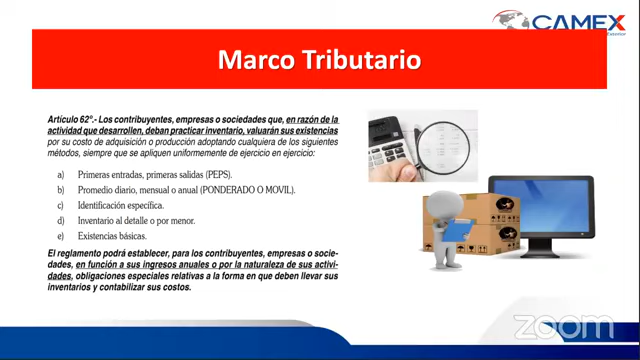 CAMEX
Exterior
Marco Tributario
Artículo 62°.- Los contribuyentes, empresas o sociedades que, en razón de la
actividad que desarrollen, deban practicar inventario, valuarán sus existencias
por su costo de adquisición o producción adoptando cualquiera de los siguientes
métodos, siempre que se apliquen uniformemente de ejercicio en ejercicio:
a) Primeras entradas, primeras salidas (PEPS).
b) Promedio diario, mensual o anual (PONDERADO O MOVIL).
c) Identificación específica.
d) Inventario al detalle o por menor.
e) Existencias básicas.
El reglamento podrá establecer, para los contribuyentes, empresas o socie-
dades, en función a sus ingresos anuales o por la naturaleza de sus activi-
dades, obligaciones especiales relativas a la forma en que deben llevar sus
inventarios y contabilizar sus costos.
zoom